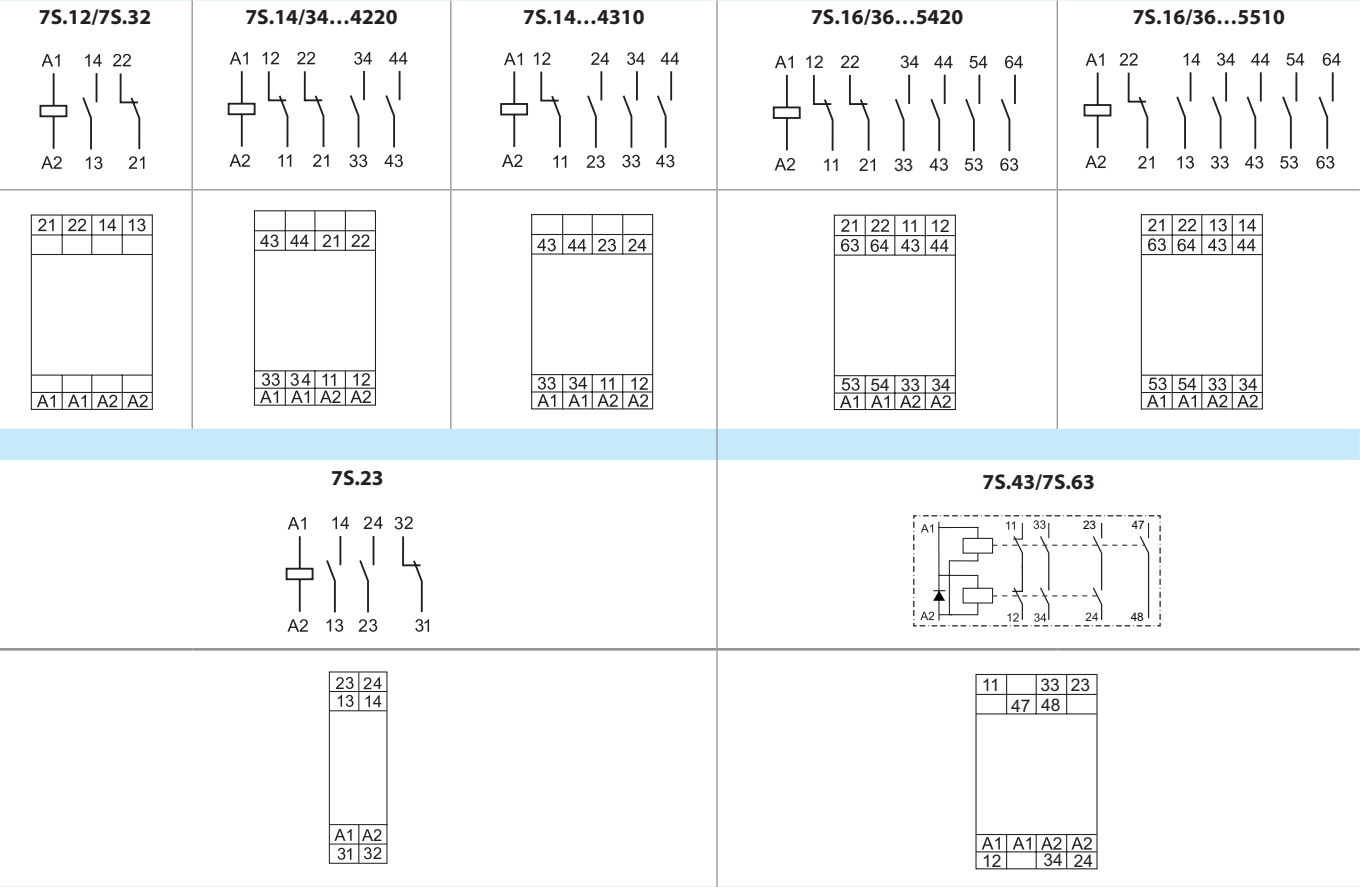 7S.12/7S.32
A1 14 22
A2 13 21
21 22 14 13
A1 A1 A2 A2
7S.14/34...4220
A1 12 22 34 44
A2 11 21 33 43
43 44 21 22
33 34 11 12
A1 A1 A2 A2
7S.14...4310
A1 12 24 34 44
A2 11 23 33 43
43 44 23 24
33 34 11 12
A1 A1 A2 A2
7S.16/36...5420
A1 12 22 34 44 54 64
A2 11 21 33 43 53 63
21 22 11 12
63 64 43 44
53 54 33 34
A1 A1 A2 A2
7S.16/36...5510
A1 22 14 34 44 54 64
A2 21 13 33 43 53 63
21 22 13 14
63 64 43 44
53 54 33 34
A1 A1 A2 A2
7S.23
A1 14 24 32
A2 13 23 31
23 24
13 14
A1 A2
31 32
7S.43/7S.63
A1 11 33 23 47
A2 12 34 24 48
11 33 23
47 48
A1 A1 A2 A2
12 34 24